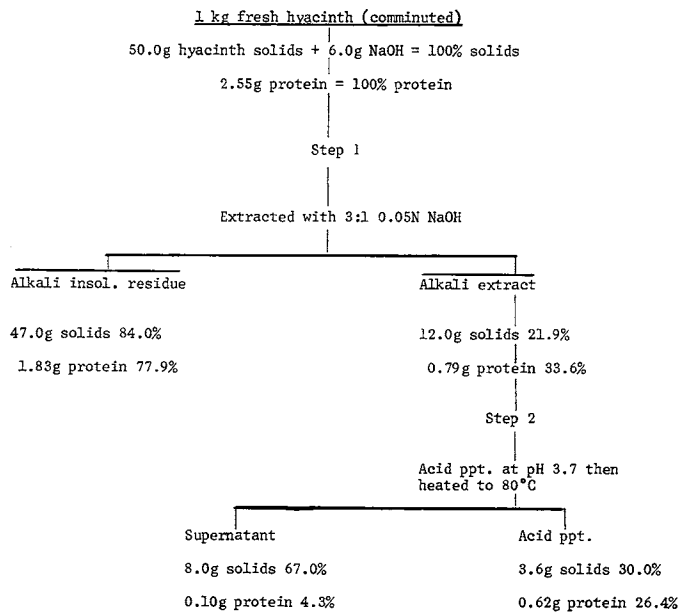 1 kg fresh hyacinth (comminuted)
50.0g hyacinth solids + 6.0g NaOH = 100% solids
2.55g protein = 100% protein
Step 1
Extracted with 3:1 0.05N NaOH
Alkali insol. residue
47.0g solids 84.0%
1.83g protein 77.9%
Alkali extract
12.0g solids 21.9%
0.79g protein 33.6%
Step 2
Acid ppt. at pH 3.7 then
heated to 80°C
Supernatant
8.0g solids 67.0%
0.10g protein 4.3%
Acid ppt.
3.6g solids 30.0%
0.62g protein 26.4%